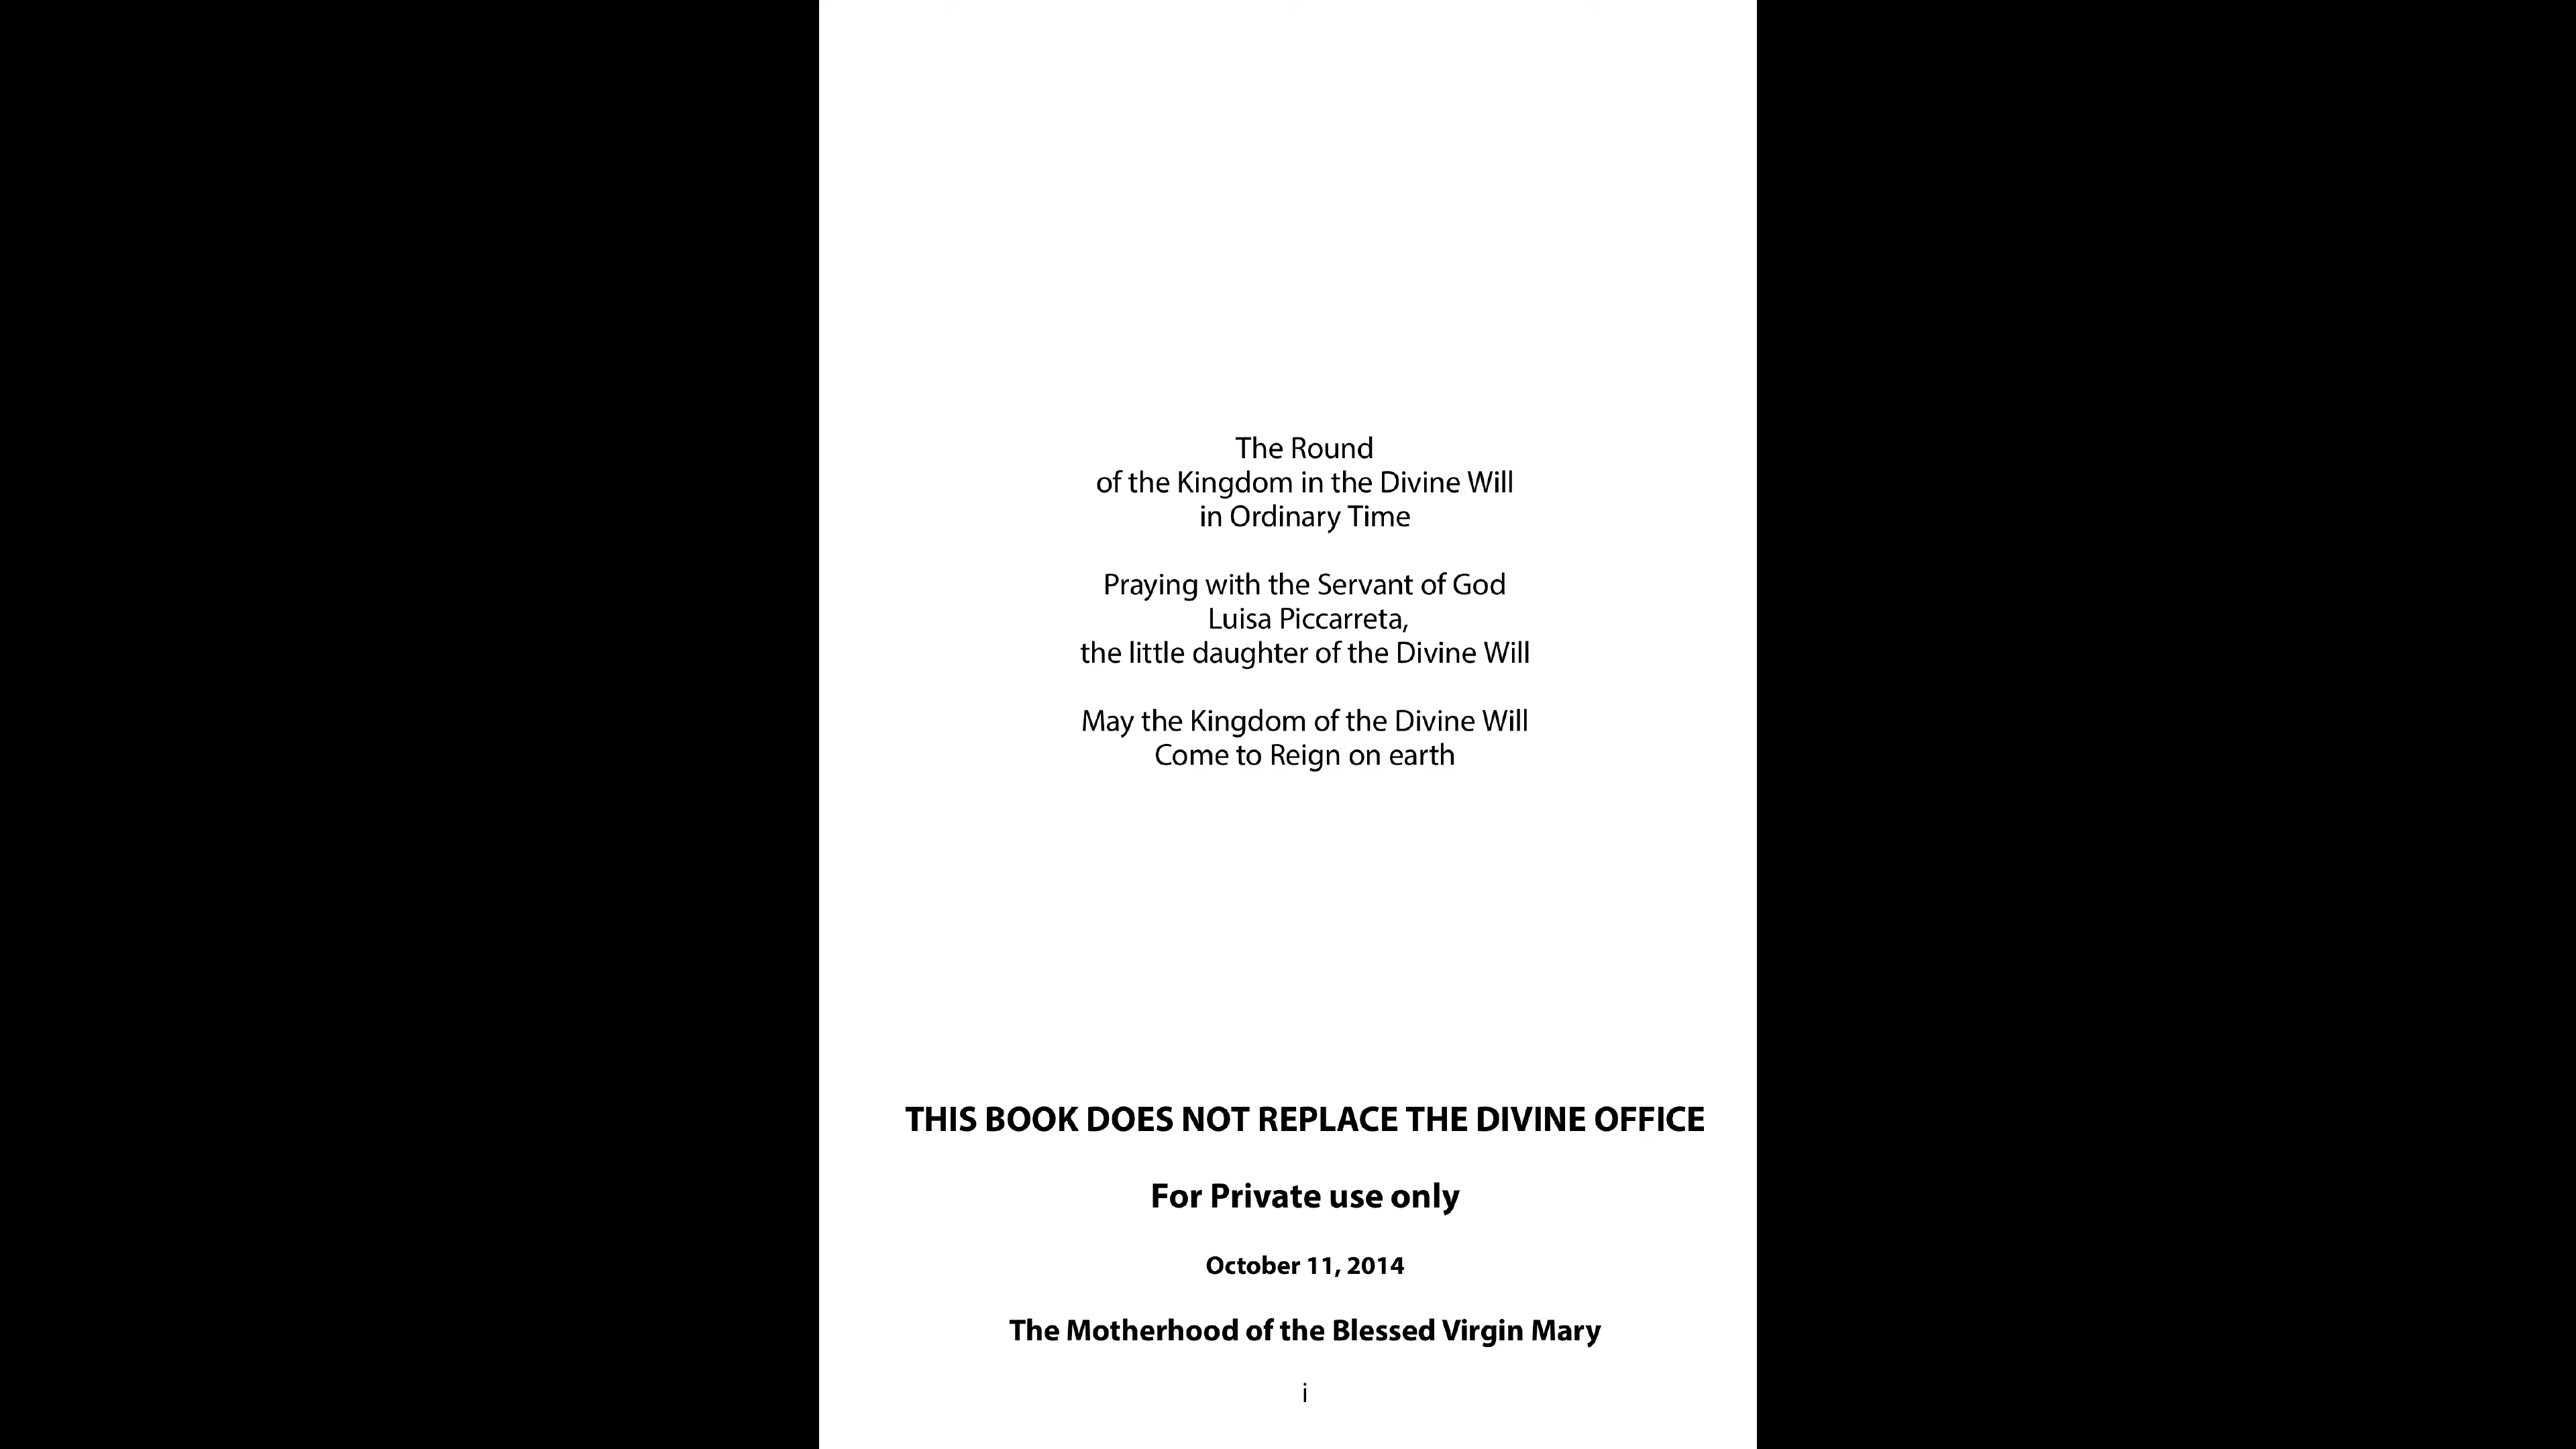 The Round
of the Kingdom in the Divine Will
in Ordinary Time
Praying with the Servant of God
Luisa Piccarreta,
the little daughter of the Divine Will
May the Kingdom of the Divine Will
Come to Reign on earth
THIS BOOK DOES NOT REPLACE THE DIVINE OFFICE
For Private use only
October 11, 2014
The Motherhood of the Blessed Virgin Mary
i